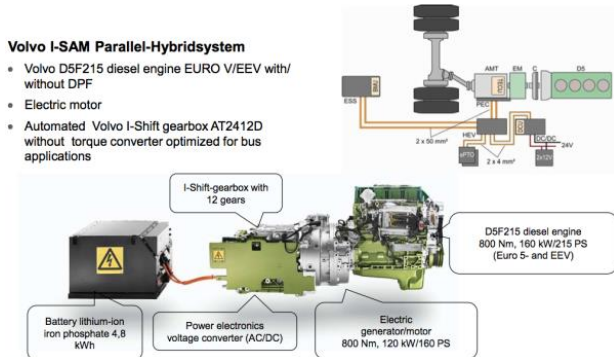 Volvo I-SAM Parallel-Hybridsystem
• Volvo D5F215 diesel engine EURO V/EEV with/
without DPF
• Electric motor
• Automated Volvo I-Shift gearbox AT2412D
without torque converter optimized for bus
applications
AMT
EM
C
D5
ESS
PEC
HEV
DC/DC
24V
2 x 50 mm²
ePTO
2 x 4 mm²
2x12V
I-Shift-gearbox with
12 gears
D5F215 diesel engine
800 Nm, 160 kW/215 PS
(Euro 5- and EEV)
Battery lithium-ion
iron phosphate 4,8
kWh
Power electronics
voltage converter (AC/DC)
Electric
generator/motor
800 Nm, 120 kW/160 PS